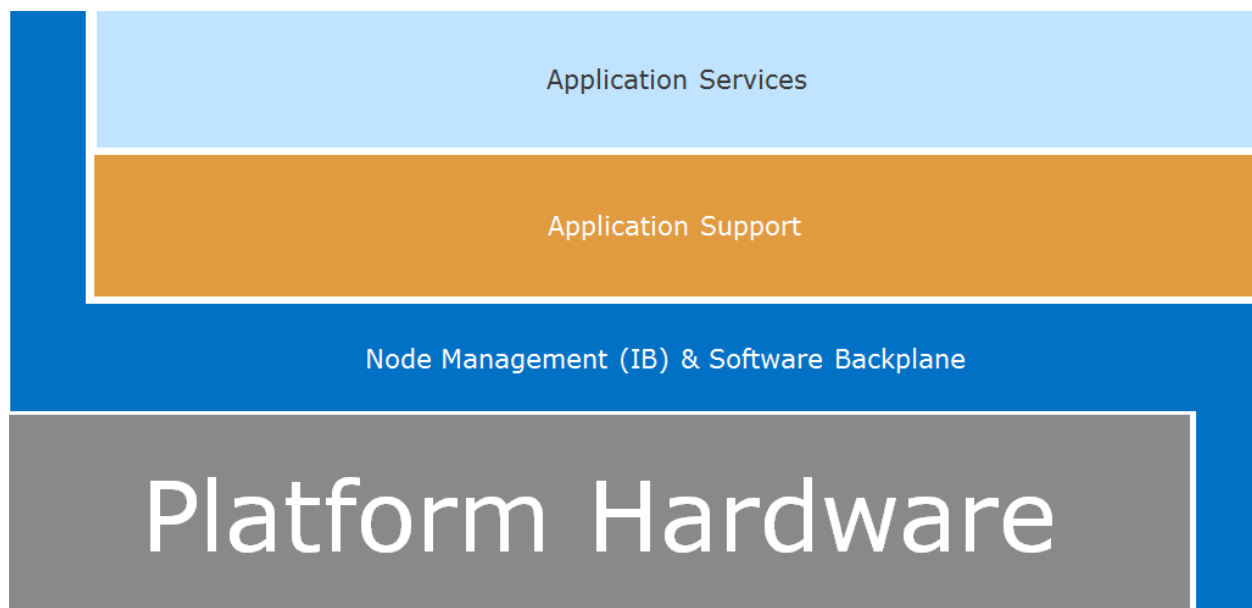 Application Services
Application Support
Node Management (IB) & Software Backplane
Platform Hardware